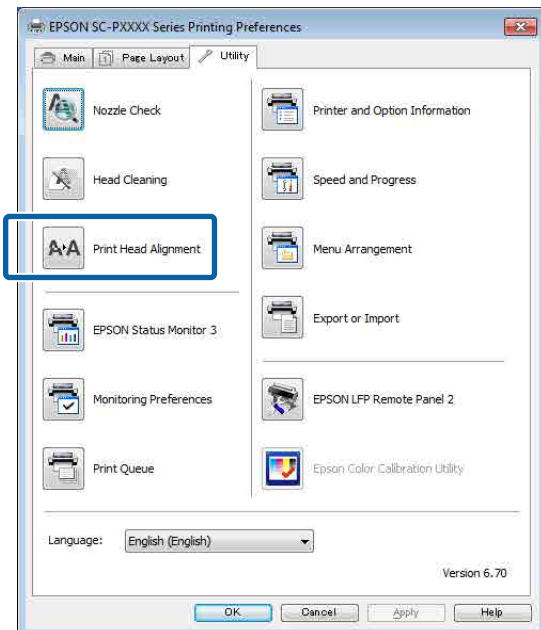 EPSON SC-PXXXX Series Printing Preferences
Main
Page Layout
Utility
Nozzle Check
Printer and Option Information
Head Cleaning
Speed and Progress
A›A
Print Head Alignment
Menu Arrangement
EPSON Status Monitor 3
Export or Import
Monitoring Preferences
EPSON LFP Remote Panel 2
Print Queue
Epson Color Calibration Utility
Language:
English (English)
Version 6.70
OK
Cancel
Apply
Help